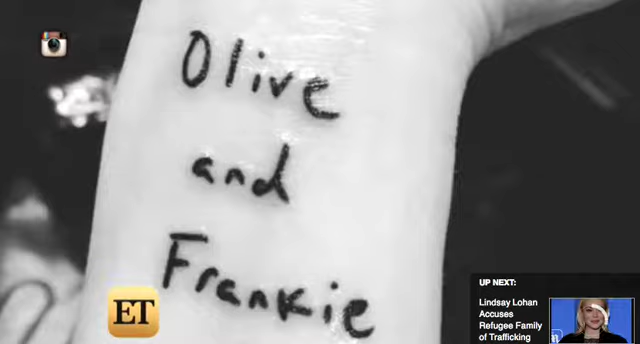 Olive
and
Frankie
ET
UP NEXT:
Lindsay Lohan
Accuses
Refugee Family
of Trafficking